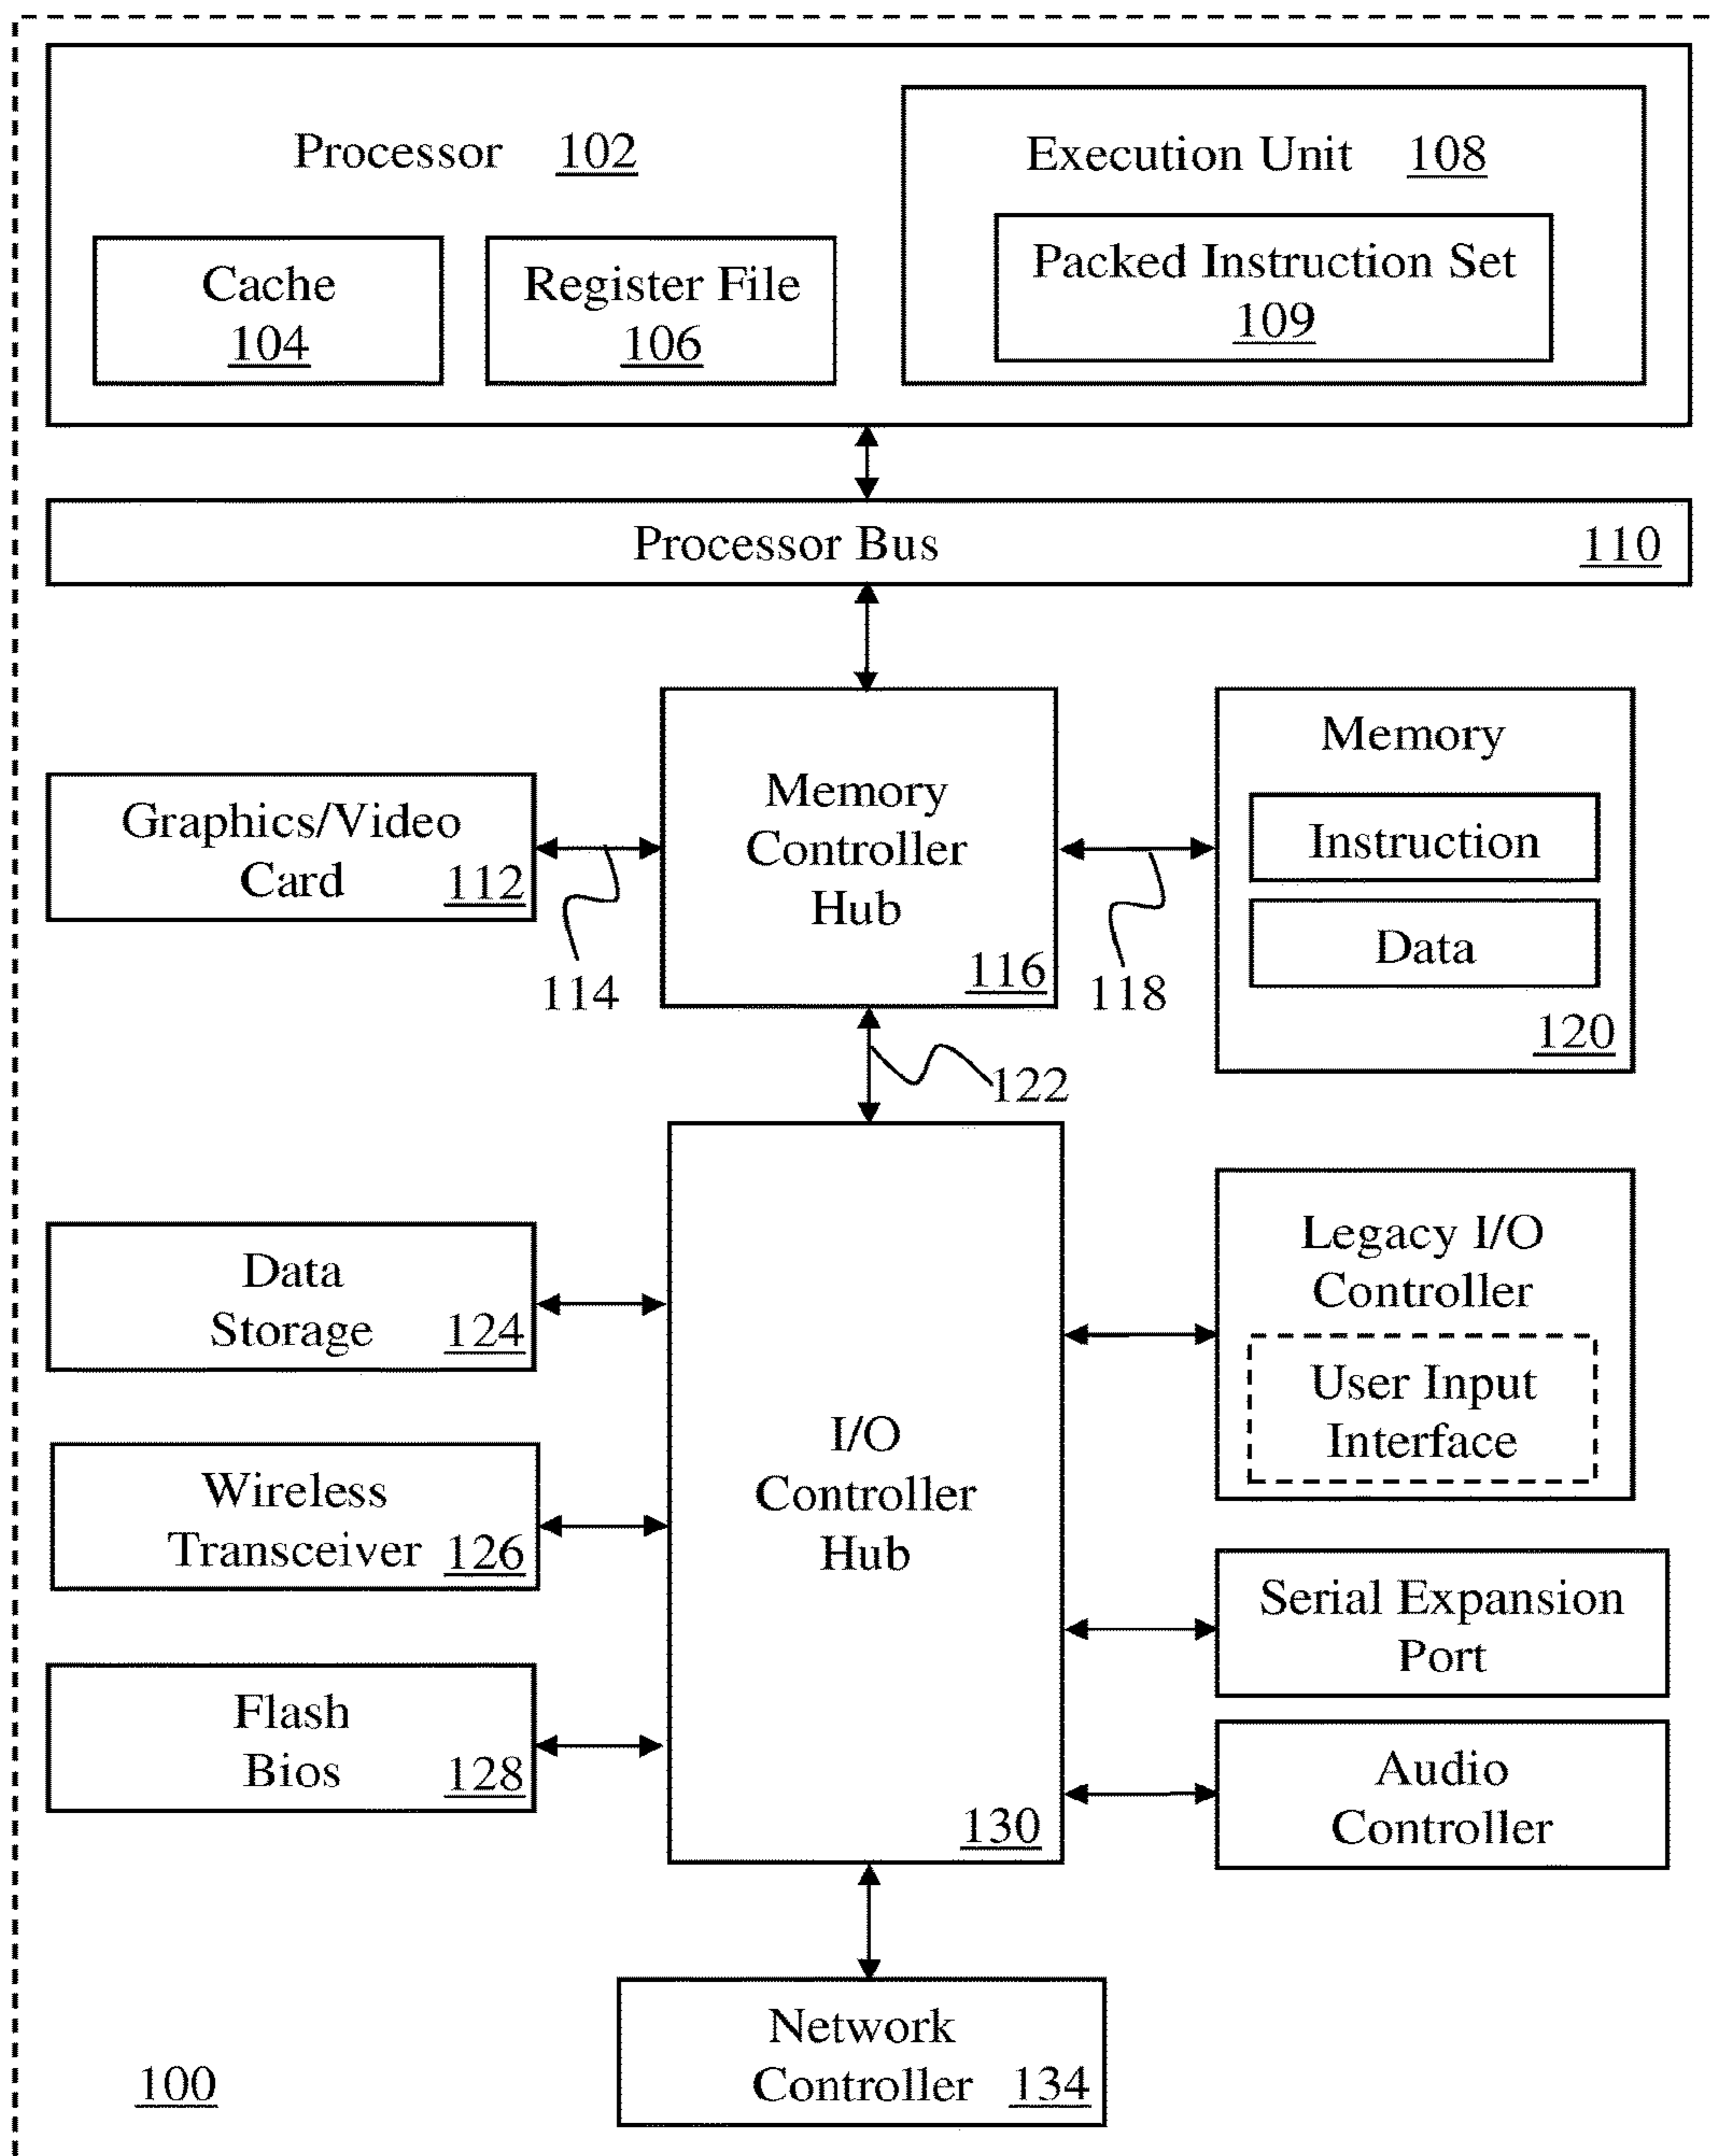 Processor 102
Execution Unit 108
Packed Instruction Set
109
Cache
104
Register File
106
Processor Bus 110
Graphics/Video
Card 112
114
Memory
Controller
Hub
116
118
Memory
Instruction
Data
120
122
Data
Storage 124
Wireless
Transceiver 126
Flash
Bios 128
I/O
Controller
Hub
130
Legacy I/O
Controller
User Input
Interface
Serial Expansion
Port
Audio
Controller
Network
Controller 134
100